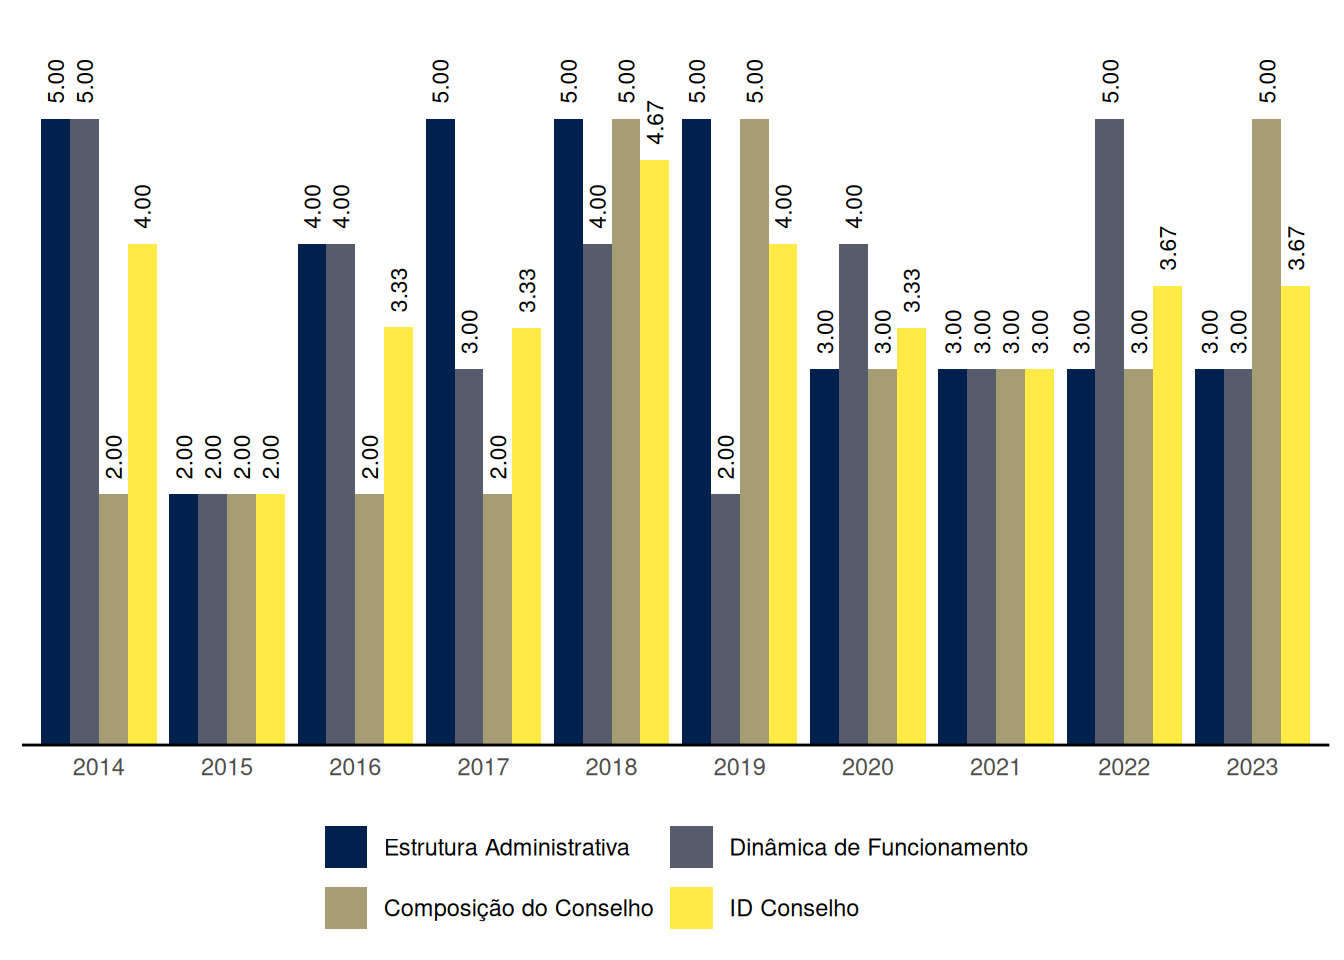 5.00 5.00 2.00 4.00
2.00 2.00 2.00 2.00
4.00 4.00 2.00 3.33
5.00 3.00 2.00 3.33
5.00 4.00 5.00 4.67
5.00 2.00 5.00 4.00
3.00 4.00 3.00 3.33
3.00 3.00 3.00 3.00
3.00 5.00 3.00 3.67
3.00 3.00 5.00 3.67
2014 2015 2016 2017 2018 2019 2020 2021 2022 2023
Estrutura Administrativa Dinâmica de Funcionamento
Composição do Conselho ID Conselho